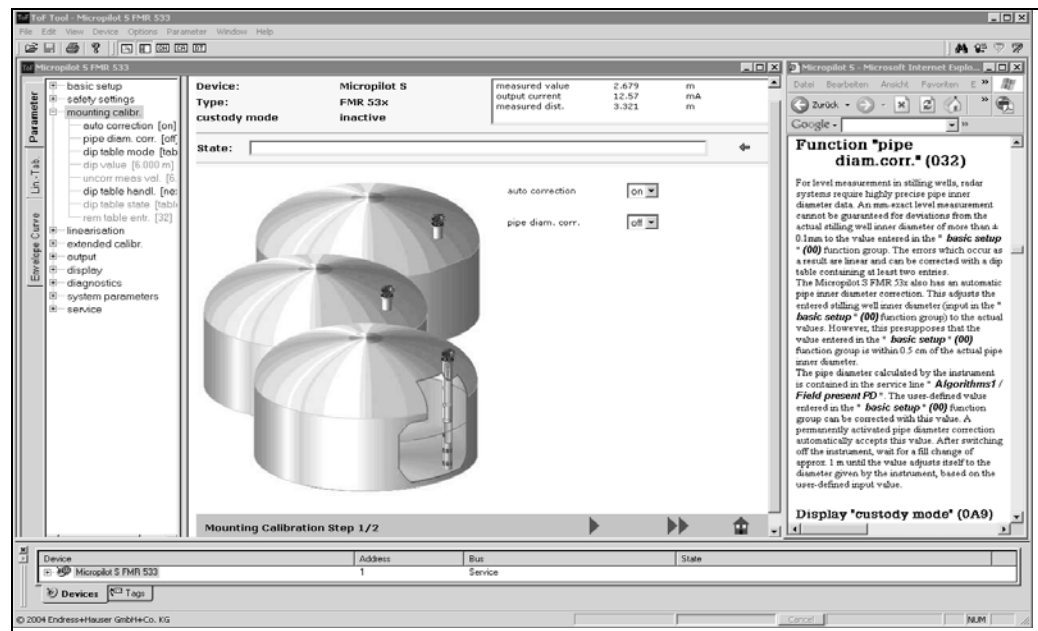 ToF Tool - Micropilot S FMR 533
File Edit View Device Options Parameter Window Help
Micropilot S FMR 533
Parameter
Lin.-Tab.
Envelope Curve
basic setup
safety settings
mounting calibr.
auto correction [on]
pipe diam. corr. [off]
dip table mode [tab
dip value [6.000 m]
uncorr meas val. [6.
dip table handl. [ne:
dip table state [tabl
rem table entr. [32]
linearisation
extended calibr.
output
display
diagnostics
system parameters
service
Device: Micropilot S
Type: FMR 53x
custody mode inactive
measured value 2.679 m
output current 12.57 mA
measured dist. 3.321 m
State:
auto correction on
pipe diam. corr. off
Mounting Calibration Step 1/2
Micropilot S - Microsoft Internet Explo...
Datei Bearbeiten Ansicht Favoriten E »
Zurück
Google -
Function "pipe
diam.corr." (032)
For level measurement in stilling wells, radar
systems require highly precise pipe inner
diameter data. An mm-exact level measurement
cannot be guaranteed for deviations from the
actual stilling well inner diameter of more than ±
0.1mm to the value entered in the " basic setup
" (00) function group. The errors which occur as
a result are linear and can be corrected with a dip
table containing at least two entries.
The Micropilot S FMR 53x also has an automatic
pipe inner diameter correction. This adjusts the
entered stilling well inner diameter (input in the "
basic setup " (00) function group) to the actual
values. However, this presupposes that the
value entered in the " basic setup " (00)
function group is within 0.5 cm of the actual pipe
inner diameter.
The pipe diameter calculated by the instrument
is contained in the service line " Algorithms1 /
Field present PD ". The user-defined value
entered in the " basic setup " (00) function
group can be corrected with this value. A
permanently activated pipe diameter correction
automatically accepts this value. After switching
off the instrument, wait for a fill change of
approx. 1 m until the value adjusts itself to the
diameter given by the instrument, based on the
user-defined input value.
Display "custody mode" (0A9)
Device Address Bus State
Micropilot S FMR 533 1 Service
Devices Tags
© 2004 Endress+Hauser GmbH+Co. KG Cancel NUM